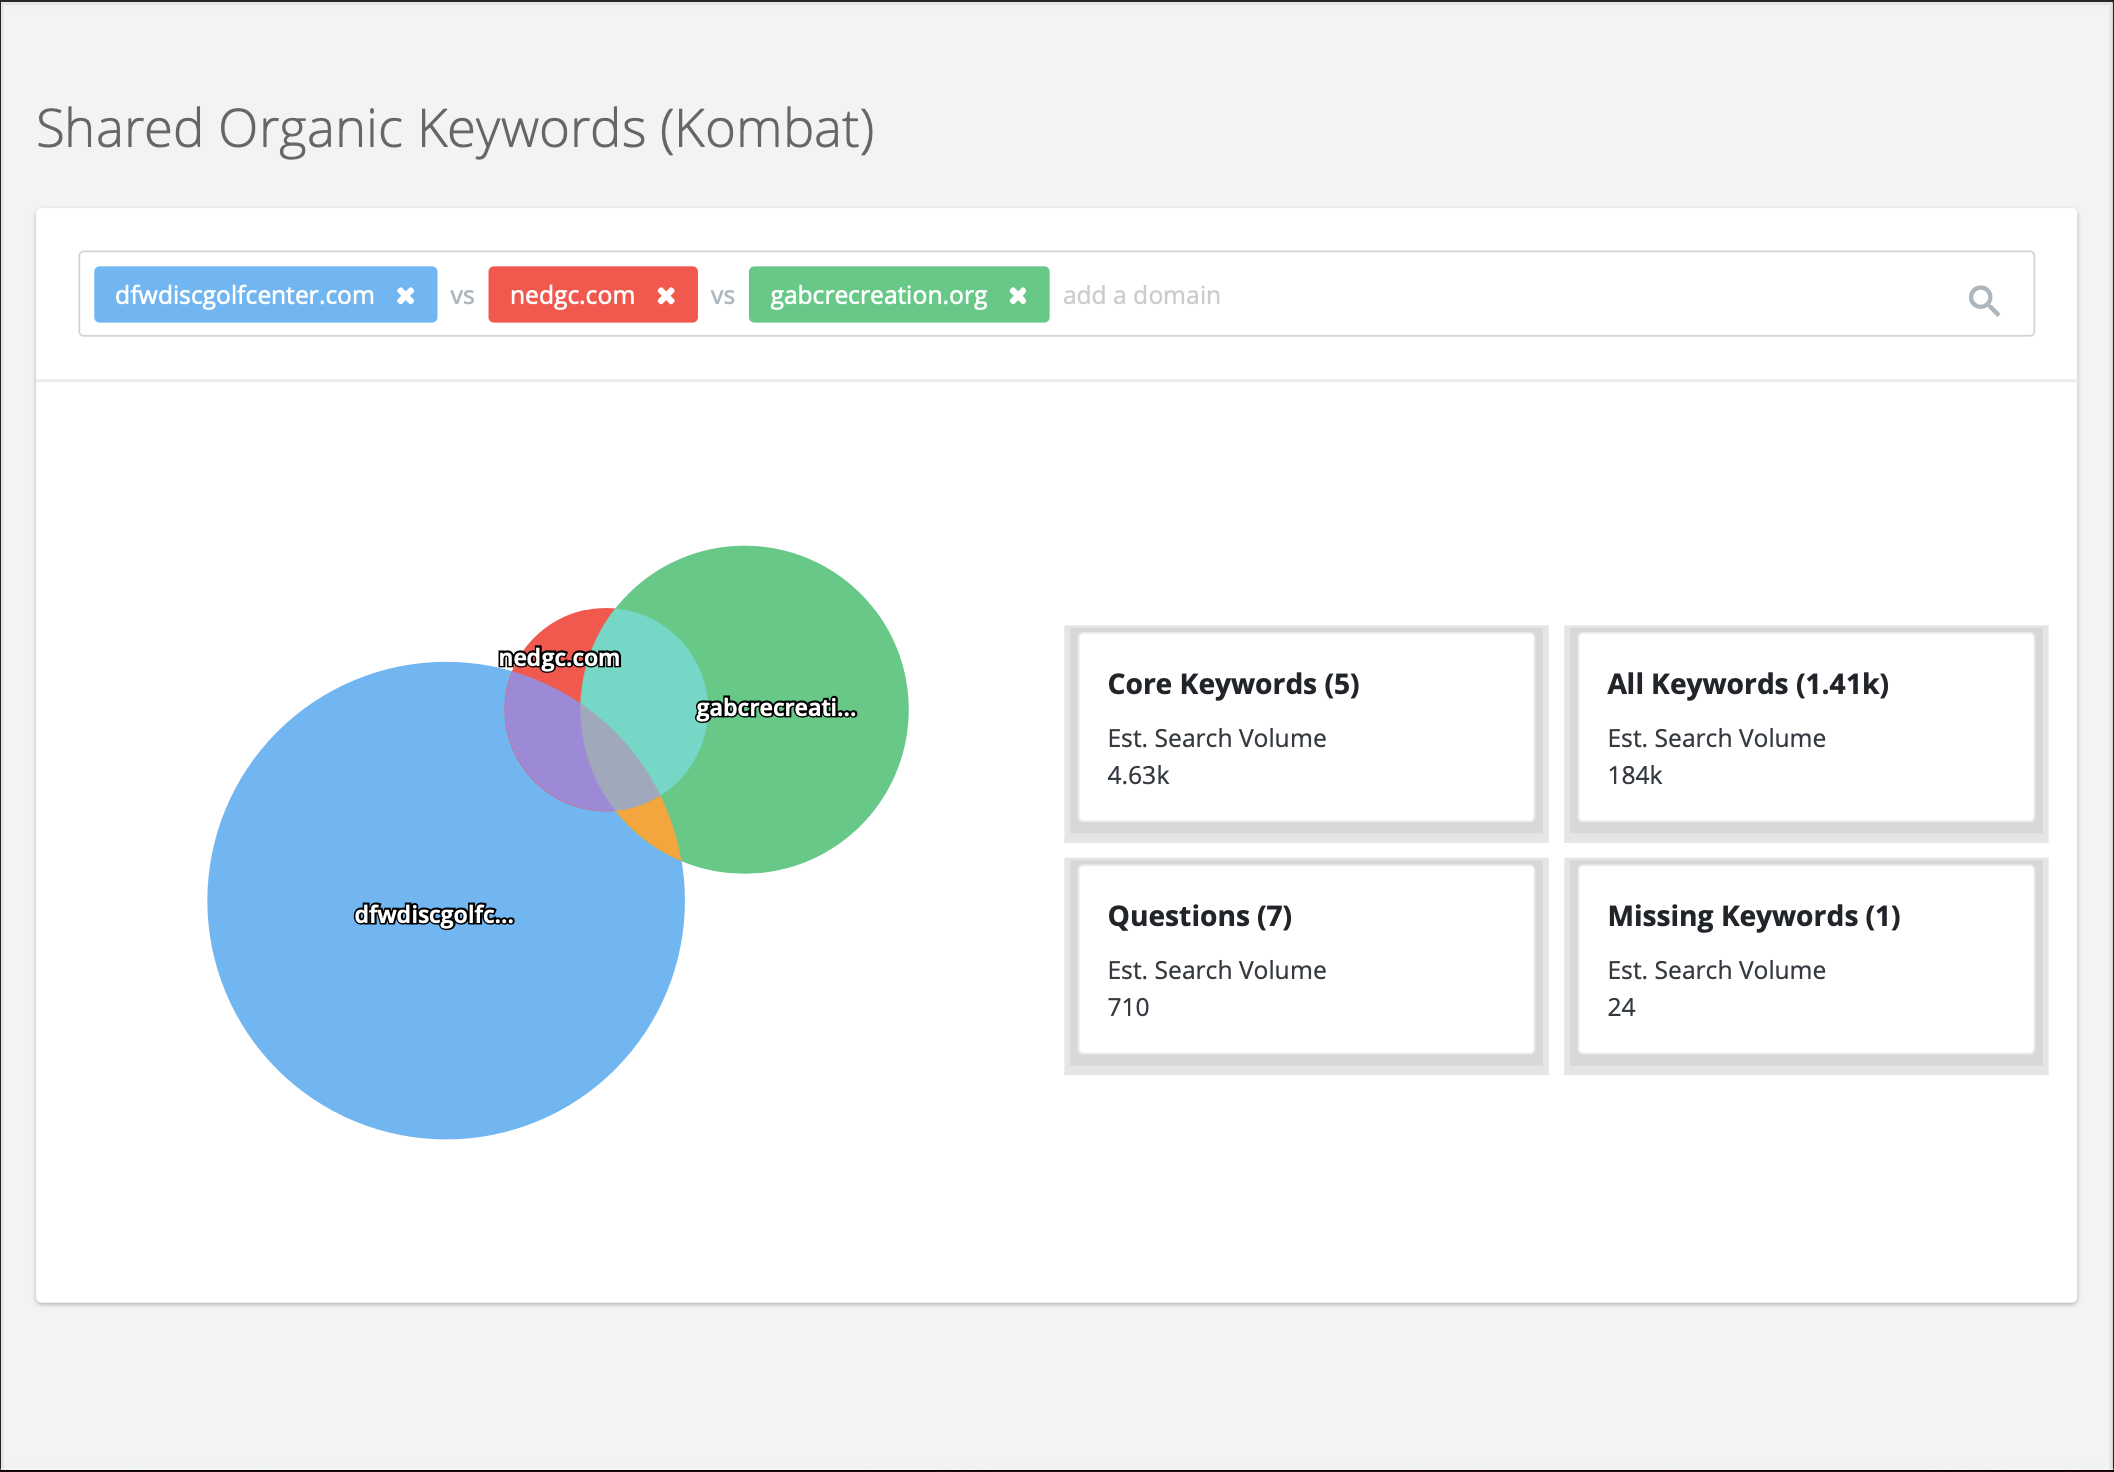 Shared Organic Keywords (Kombat)
dfwdiscgolfcenter.com ✖ vs nedgc.com ✖ vs gabcrecreation.org ✖ add a domain
nedgc.com
gabcrecreati...
dfwdiscgolfc...
Core Keywords (5)
Est. Search Volume
4.63k
All Keywords (1.41k)
Est. Search Volume
184k
Questions (7)
Est. Search Volume
710
Missing Keywords (1)
Est. Search Volume
24